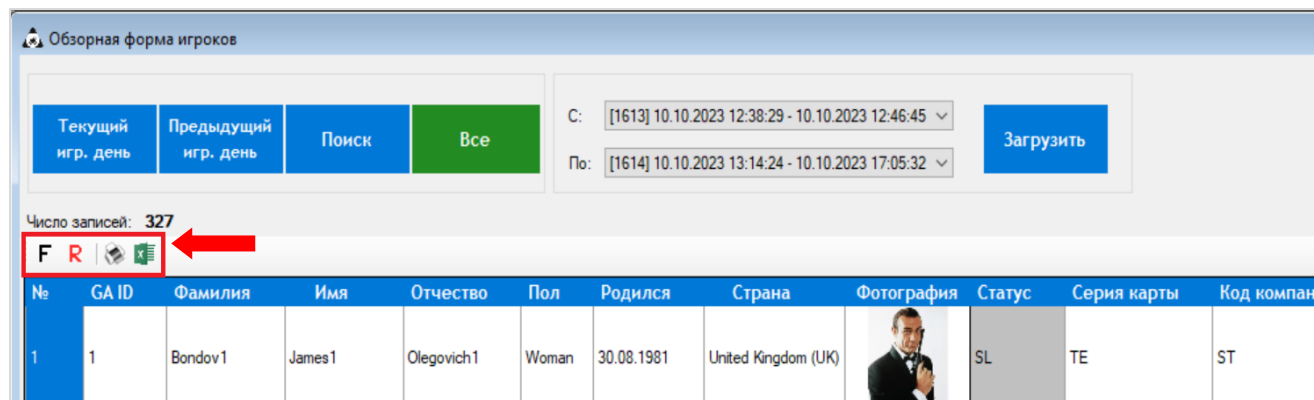 Обзорная форма игроков
Текущий игр. день
Предыдущий игр. день
Поиск
Все
С: [1613] 10.10.2023 12:38:29 - 10.10.2023 12:46:45
По: [1614] 10.10.2023 13:14:24 - 10.10.2023 17:05:32
Загрузить
Число записей: 327
F R
№ GA ID Фамилия Имя Отчество Пол Родился Страна Фотография Статус Серия карты Код компан
1 1 Bondov1 James1 Olegovich1 Woman 30.08.1981 United Kingdom (UK) SL TE ST